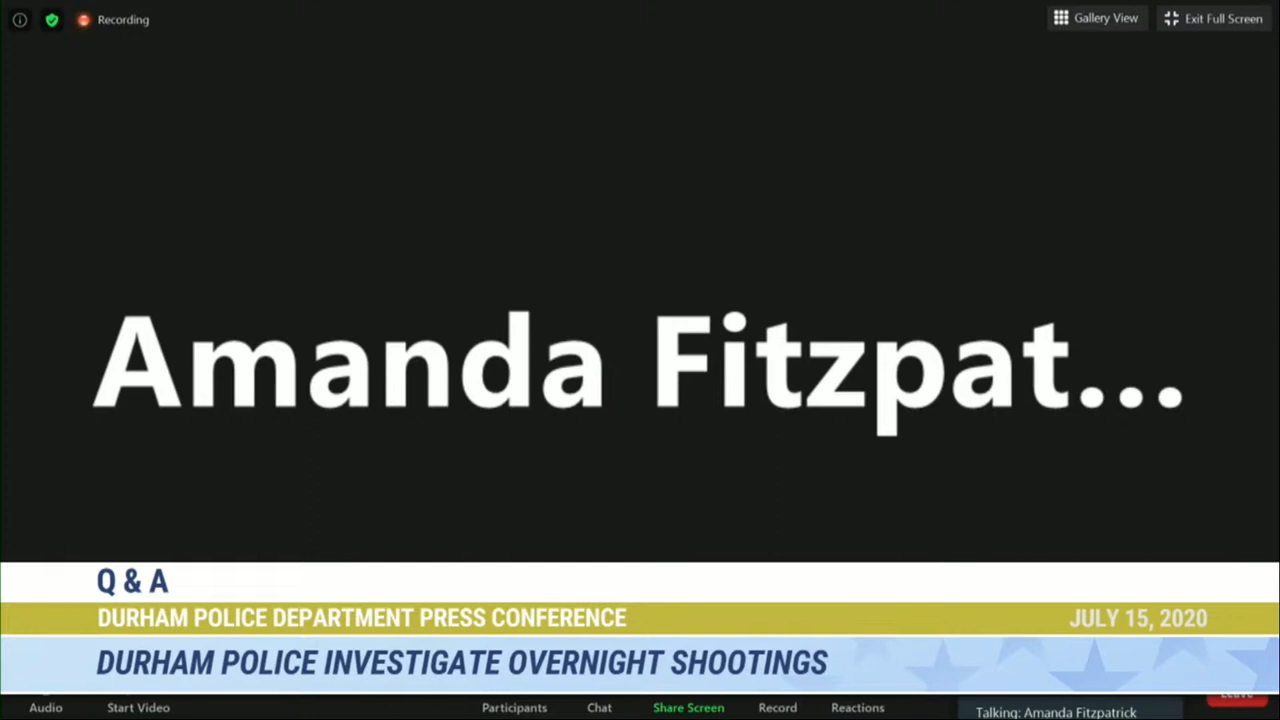 Recording
Gallery View
Exit Full Screen
Amanda Fitzpat...
Q & A
DURHAM POLICE DEPARTMENT PRESS CONFERENCE
JULY 15, 2020
DURHAM POLICE INVESTIGATE OVERNIGHT SHOOTINGS
Leave
Audio
Start Video
Participants
Chat
Share Screen
Record
Reactions
Talking: Amanda Fitzpatrick